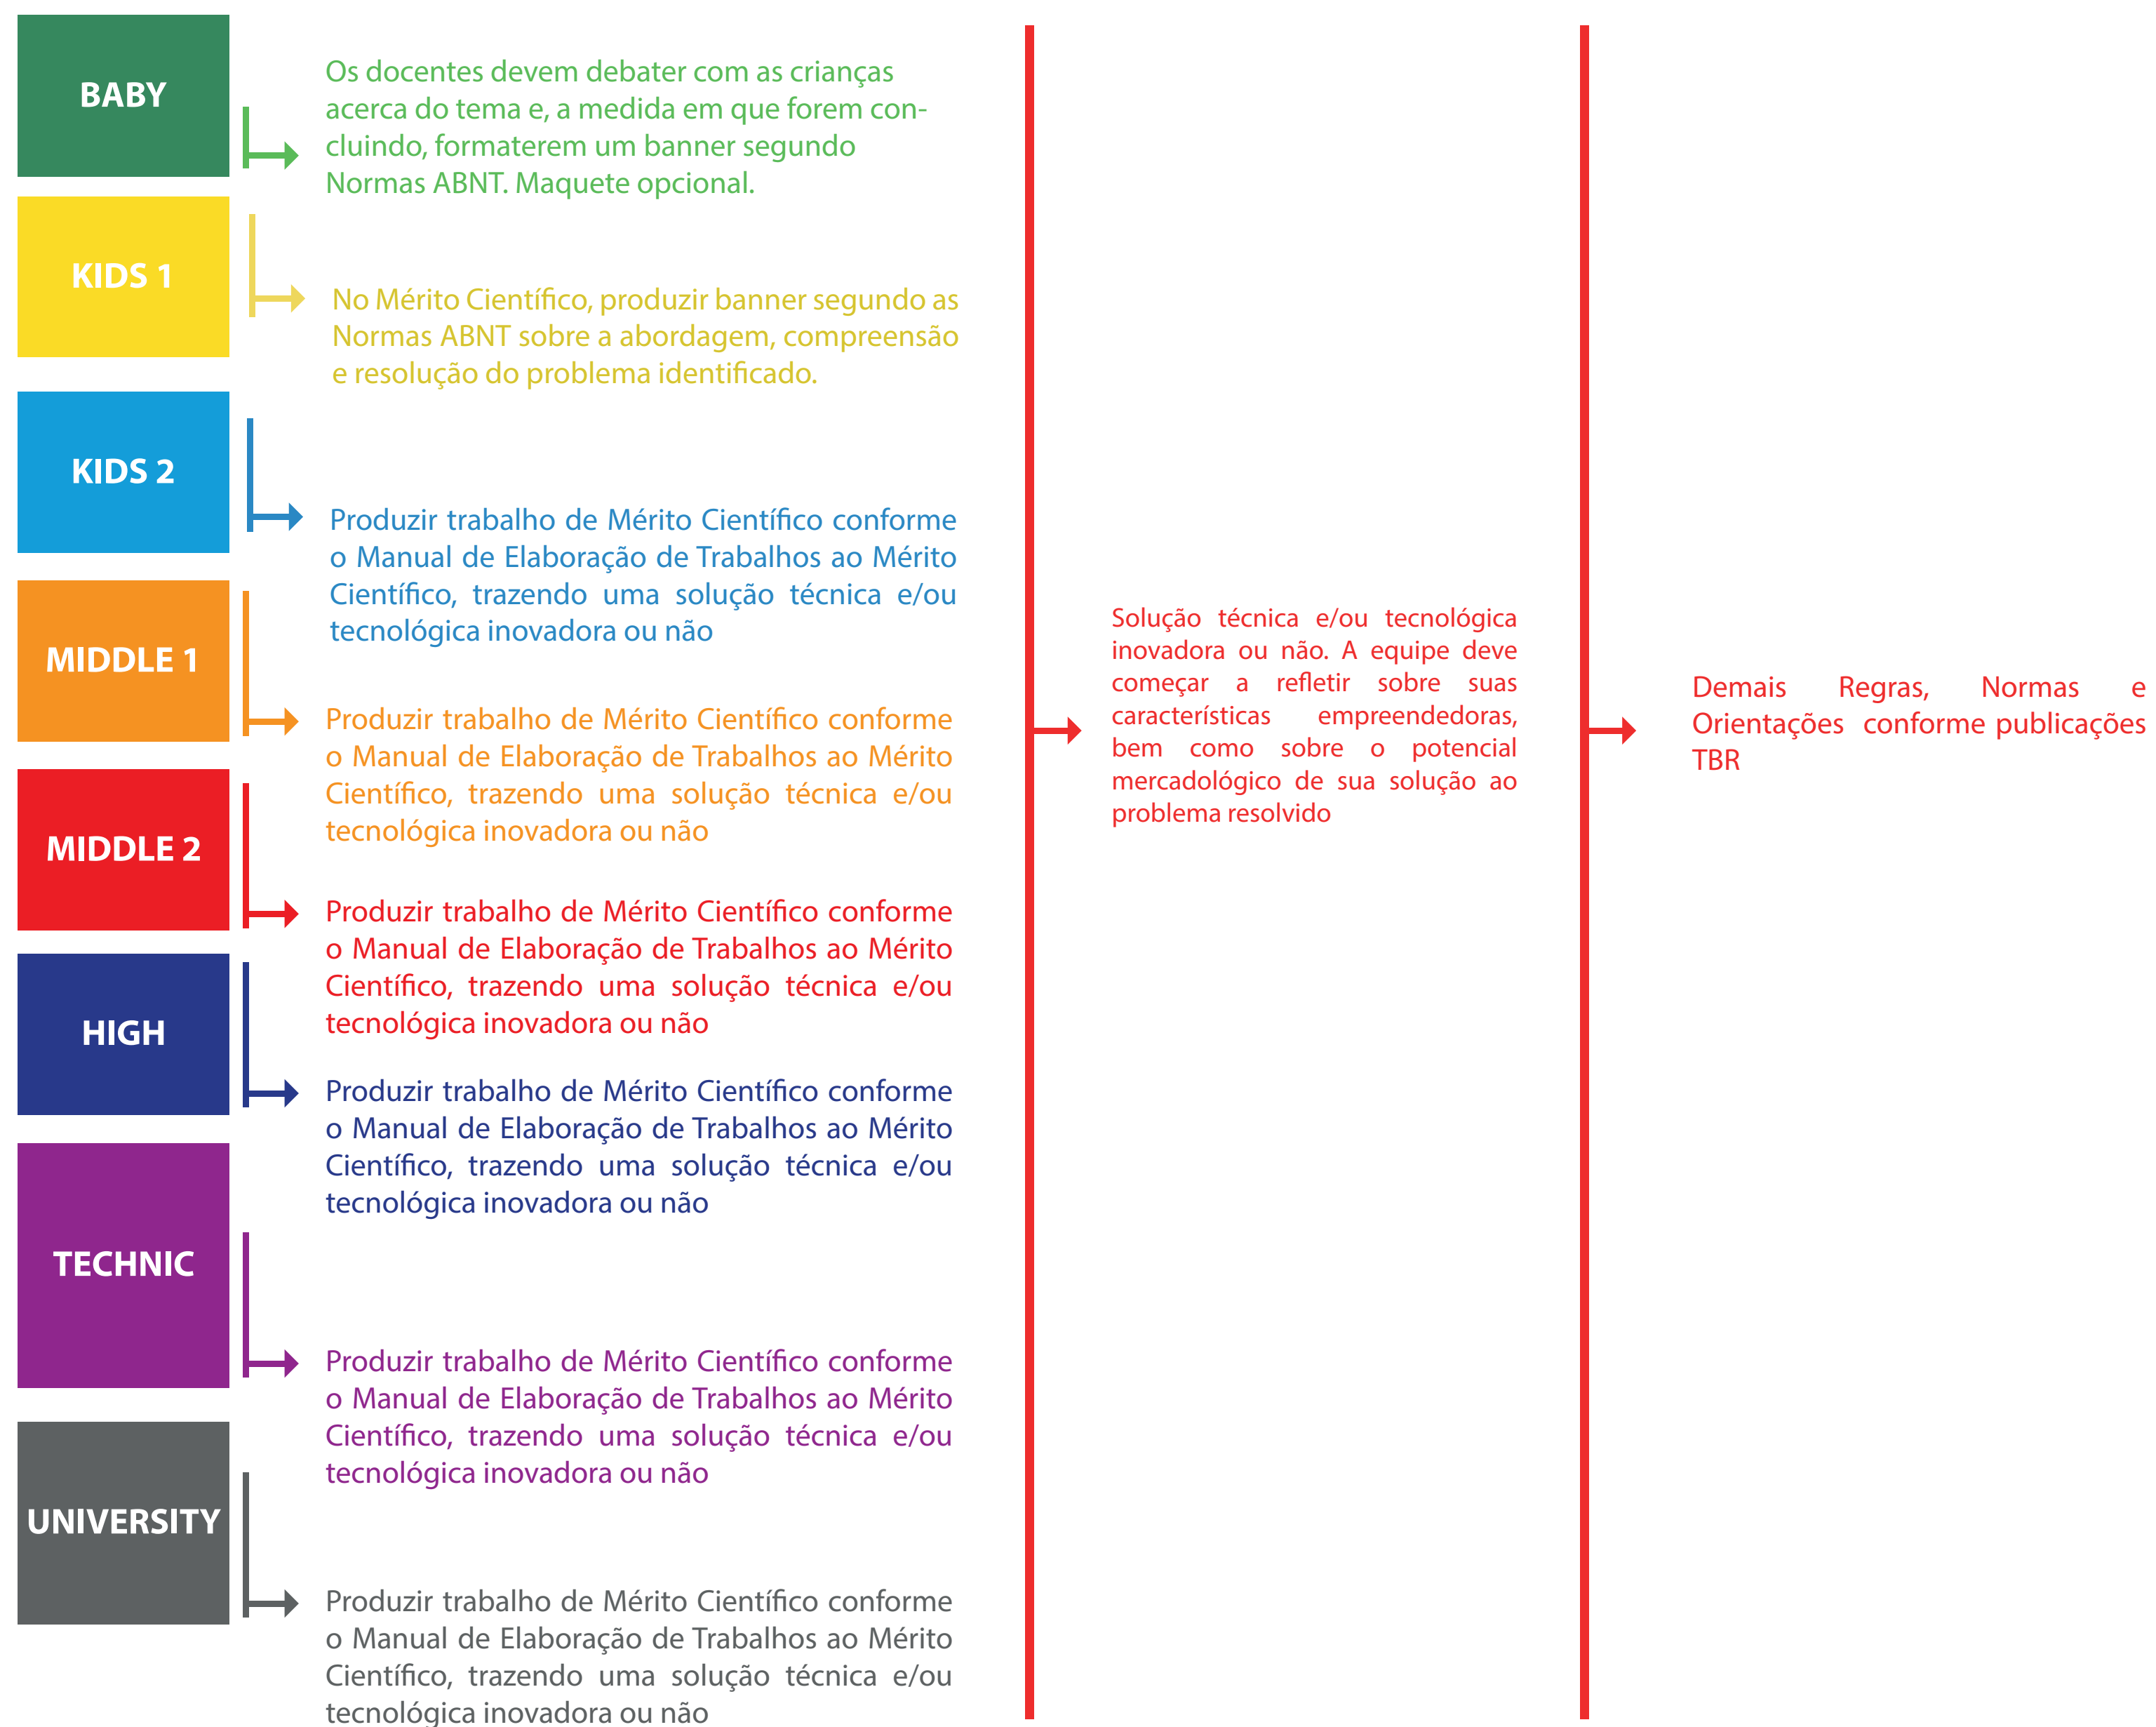 BABY
Os docentes devem debater com as crianças
acerca do tema e, a medida em que forem con-
cluindo, formaterem um banner segundo
Normas ABNT. Maquete opcional.
KIDS 1
No Mérito Científico, produzir banner segundo as
Normas ABNT sobre a abordagem, compreensão
e resolução do problema identificado.
KIDS 2
Produzir trabalho de Mérito Científico conforme
o Manual de Elaboração de Trabalhos ao Mérito
Científico, trazendo uma solução técnica e/ou
tecnológica inovadora ou não
MIDDLE 1
Produzir trabalho de Mérito Científico conforme
o Manual de Elaboração de Trabalhos ao Mérito
Científico, trazendo uma solução técnica e/ou
tecnológica inovadora ou não
MIDDLE 2
Produzir trabalho de Mérito Científico conforme
o Manual de Elaboração de Trabalhos ao Mérito
Científico, trazendo uma solução técnica e/ou
tecnológica inovadora ou não
HIGH
Produzir trabalho de Mérito Científico conforme
o Manual de Elaboração de Trabalhos ao Mérito
Científico, trazendo uma solução técnica e/ou
tecnológica inovadora ou não
TECHNIC
Produzir trabalho de Mérito Científico conforme
o Manual de Elaboração de Trabalhos ao Mérito
Científico, trazendo uma solução técnica e/ou
tecnológica inovadora ou não
UNIVERSITY
Produzir trabalho de Mérito Científico conforme
o Manual de Elaboração de Trabalhos ao Mérito
Científico, trazendo uma solução técnica e/ou
tecnológica inovadora ou não
Solução técnica e/ou tecnológica
inovadora ou não. A equipe deve
começar a refletir sobre suas
características empreendedoras,
bem como sobre o potencial
mercadológico de sua solução ao
problema resolvido
Demais Regras, Normas e
Orientações conforme publicações
TBR